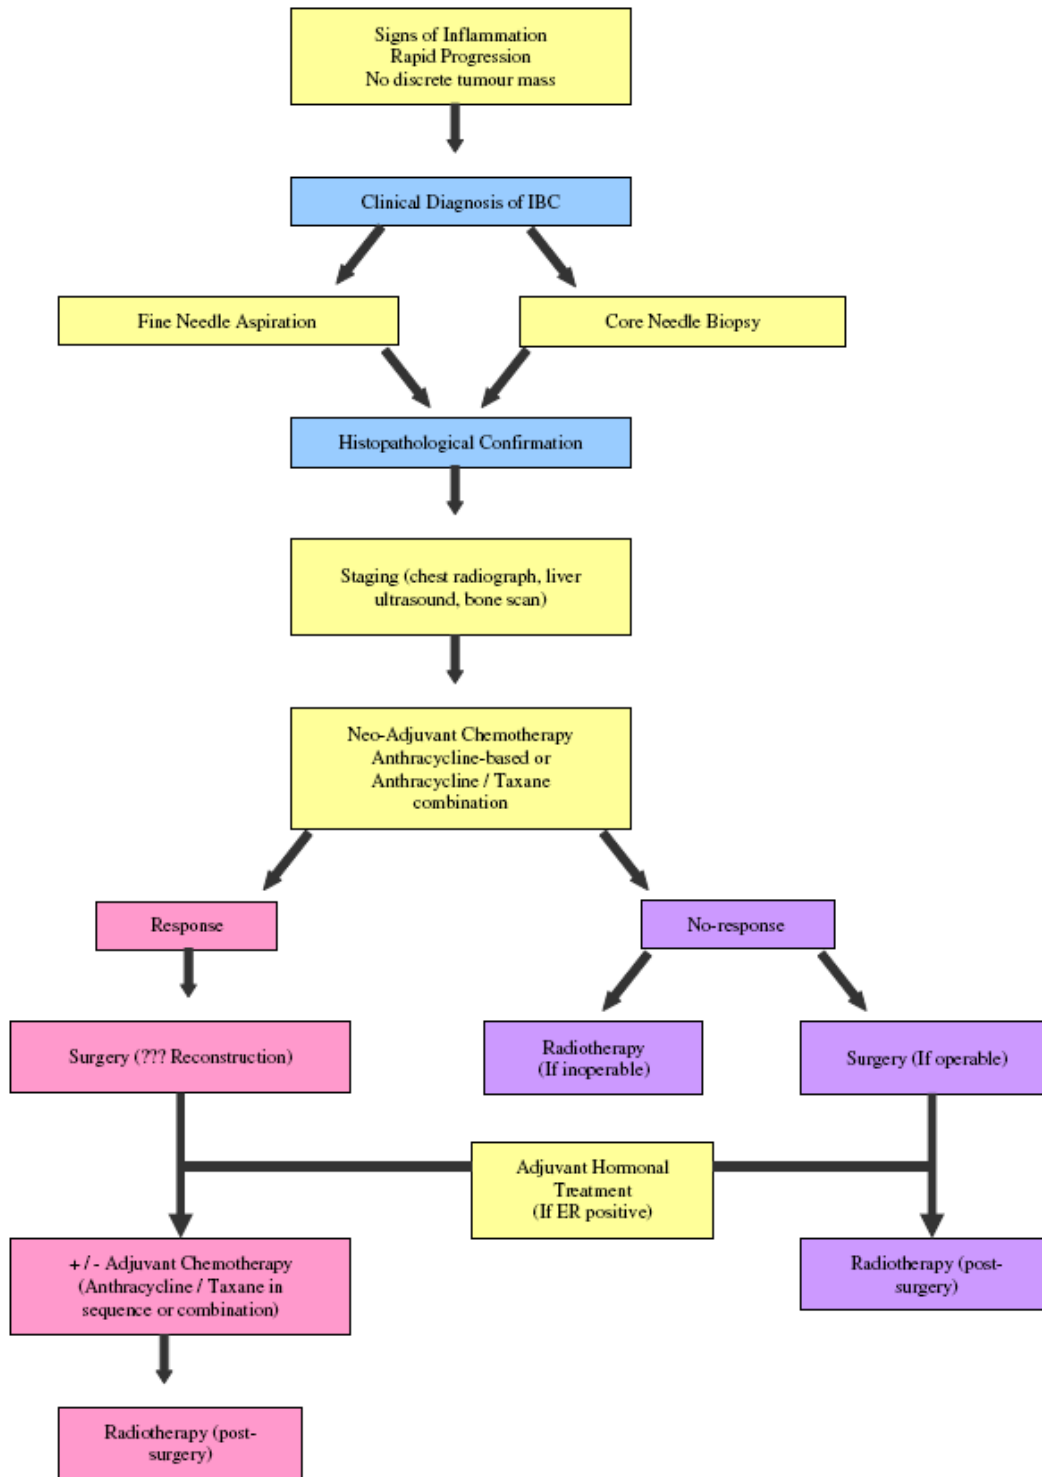 Signs of Inflammation
Rapid Progression
No discrete tumour mass
Clinical Diagnosis of IBC
Fine Needle Aspiration
Core Needle Biopsy
Histopathological Confirmation
Staging (chest radiograph, liver
ultrasound, bone scan)
Neo-Adjuvant Chemotherapy
Anthracycline-based or
Anthracycline / Taxane
combination
Response
No-response
Surgery (??? Reconstruction)
Radiotherapy
(If inoperable)
Surgery (If operable)
Adjuvant Hormonal
Treatment
(If ER positive)
+ / - Adjuvant Chemotherapy
(Anthracycline / Taxane in
sequence or combination)
Radiotherapy (post-
surgery)
Radiotherapy (post-
surgery)